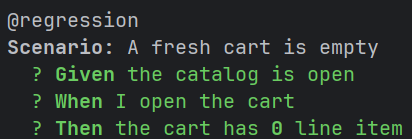 @regression
Scenario: A fresh cart is empty
? Given the catalog is open
? When I open the cart
? Then the cart has 0 line item